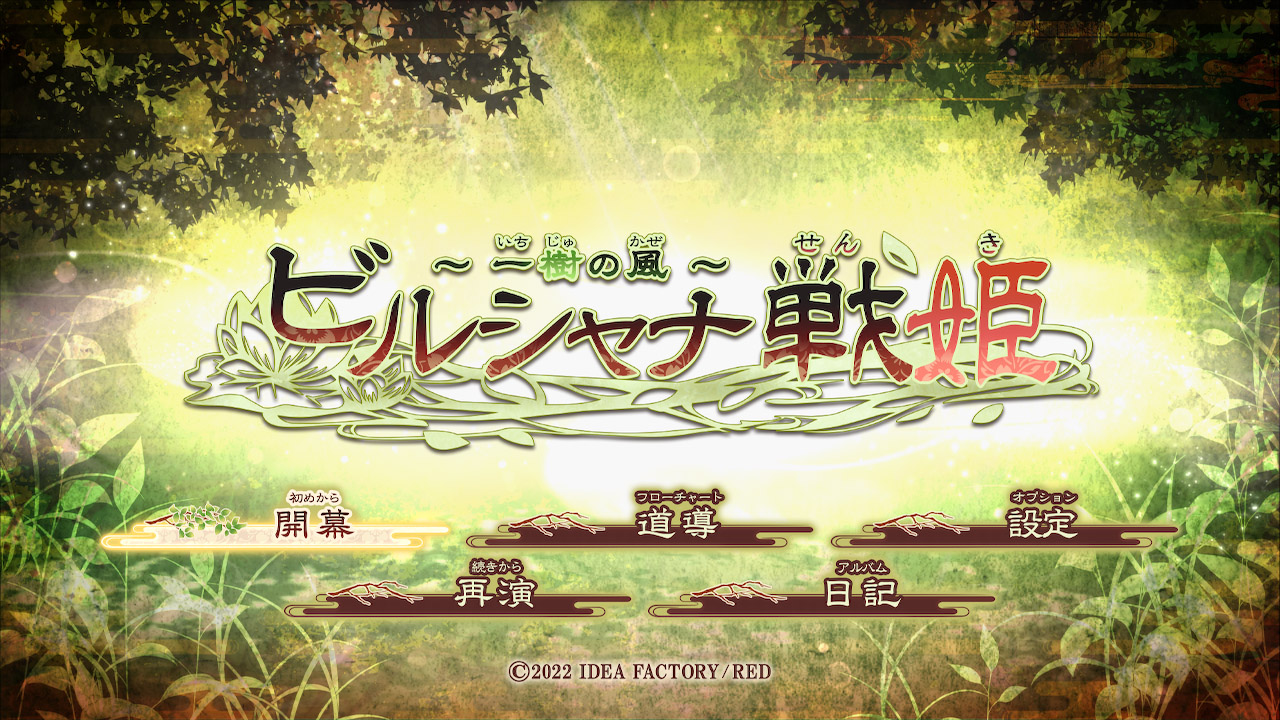 いち じゅ かぜ
～一樹の風～
せん き
ビルシャナ戦姫
初めから
開幕
フローチャート
道導
オプション
設定
続きから
再演
アルバム
日記
©2022 IDEA FACTORY/RED